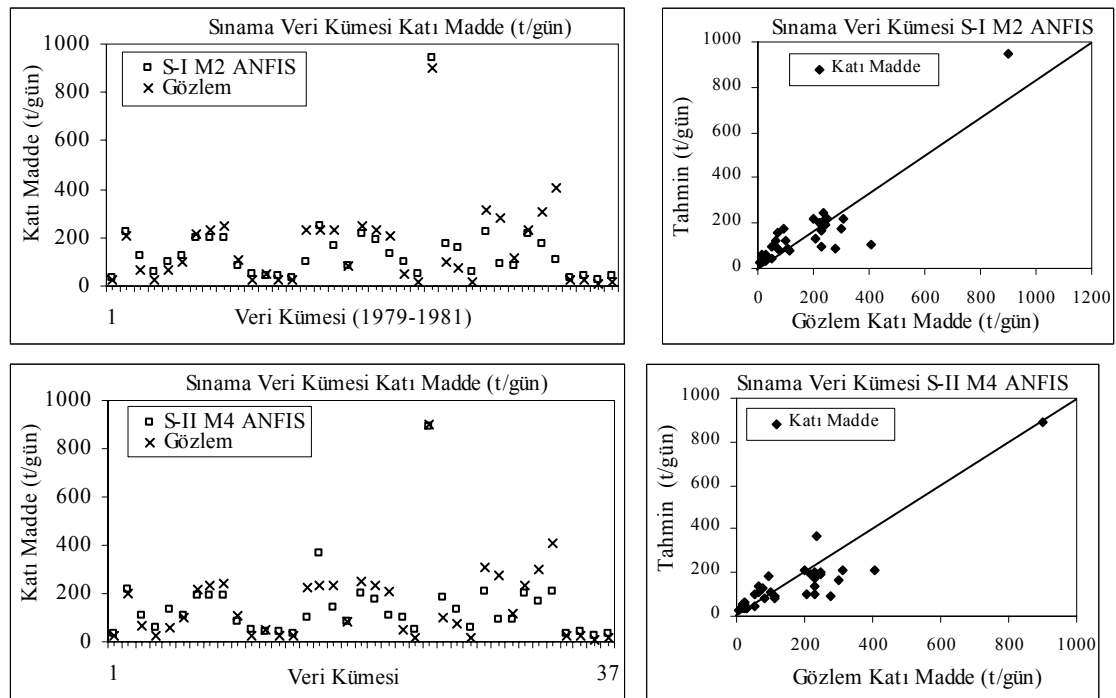 Sınama Veri Kümesi Katı Madde (t/gün)
1000
800
600
400
200
0
Katı Madde (t/gün)
S-I M2 ANFIS
Gözlem
1
Veri Kümesi (1979-1981)
Sınama Veri Kümesi S-I M2 ANFIS
1000
800
600
400
200
0
Tahmin (t/gün)
Katı Madde
0 200 400 600 800 1000 1200
Gözlem Katı Madde (t/gün)
Sınama Veri Kümesi Katı Madde (t/gün)
1000
800
600
400
200
0
Katı Madde (t/gün)
S-II M4 ANFIS
Gözlem
1
Veri Kümesi
37
Sınama Veri Kümesi S-II M4 ANFIS
1000
800
600
400
200
0
Tahmin (t/gün)
Katı Madde
0 200 400 600 800 1000
Gözlem Katı Madde (t/gün)